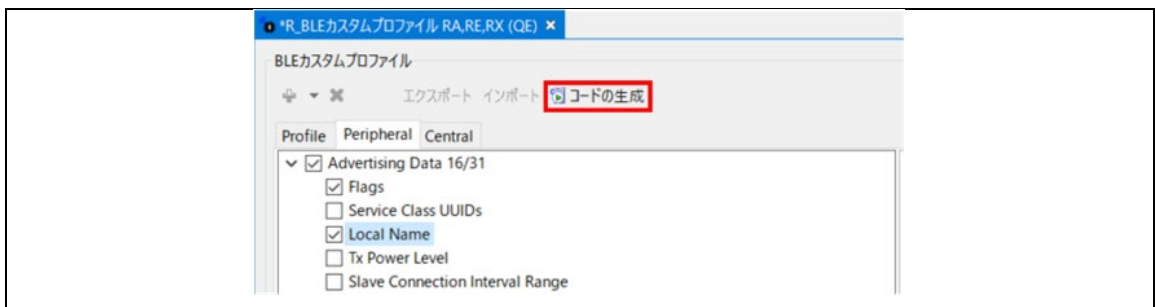 *R_BLEカスタムプロファイル RA,RE,RX (QE)
BLEカスタムプロファイル
エクスポート インポート コードの生成
Profile Peripheral Central
Advertising Data 16/31
Flags
Service Class UUIDs
Local Name
Tx Power Level
Slave Connection Interval Range